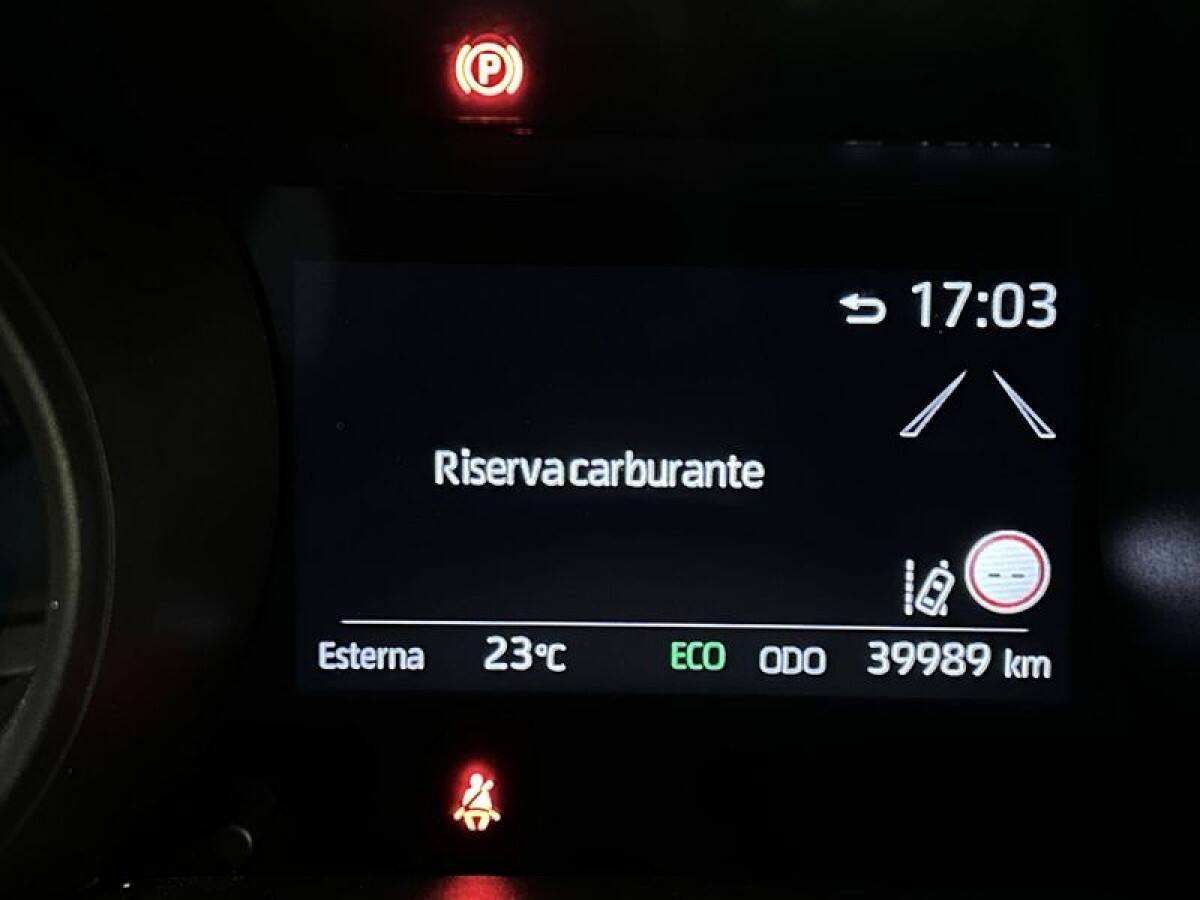 P
17:03
Riserva carburante
--
Esterna 23°C ECO ODO 39989 km